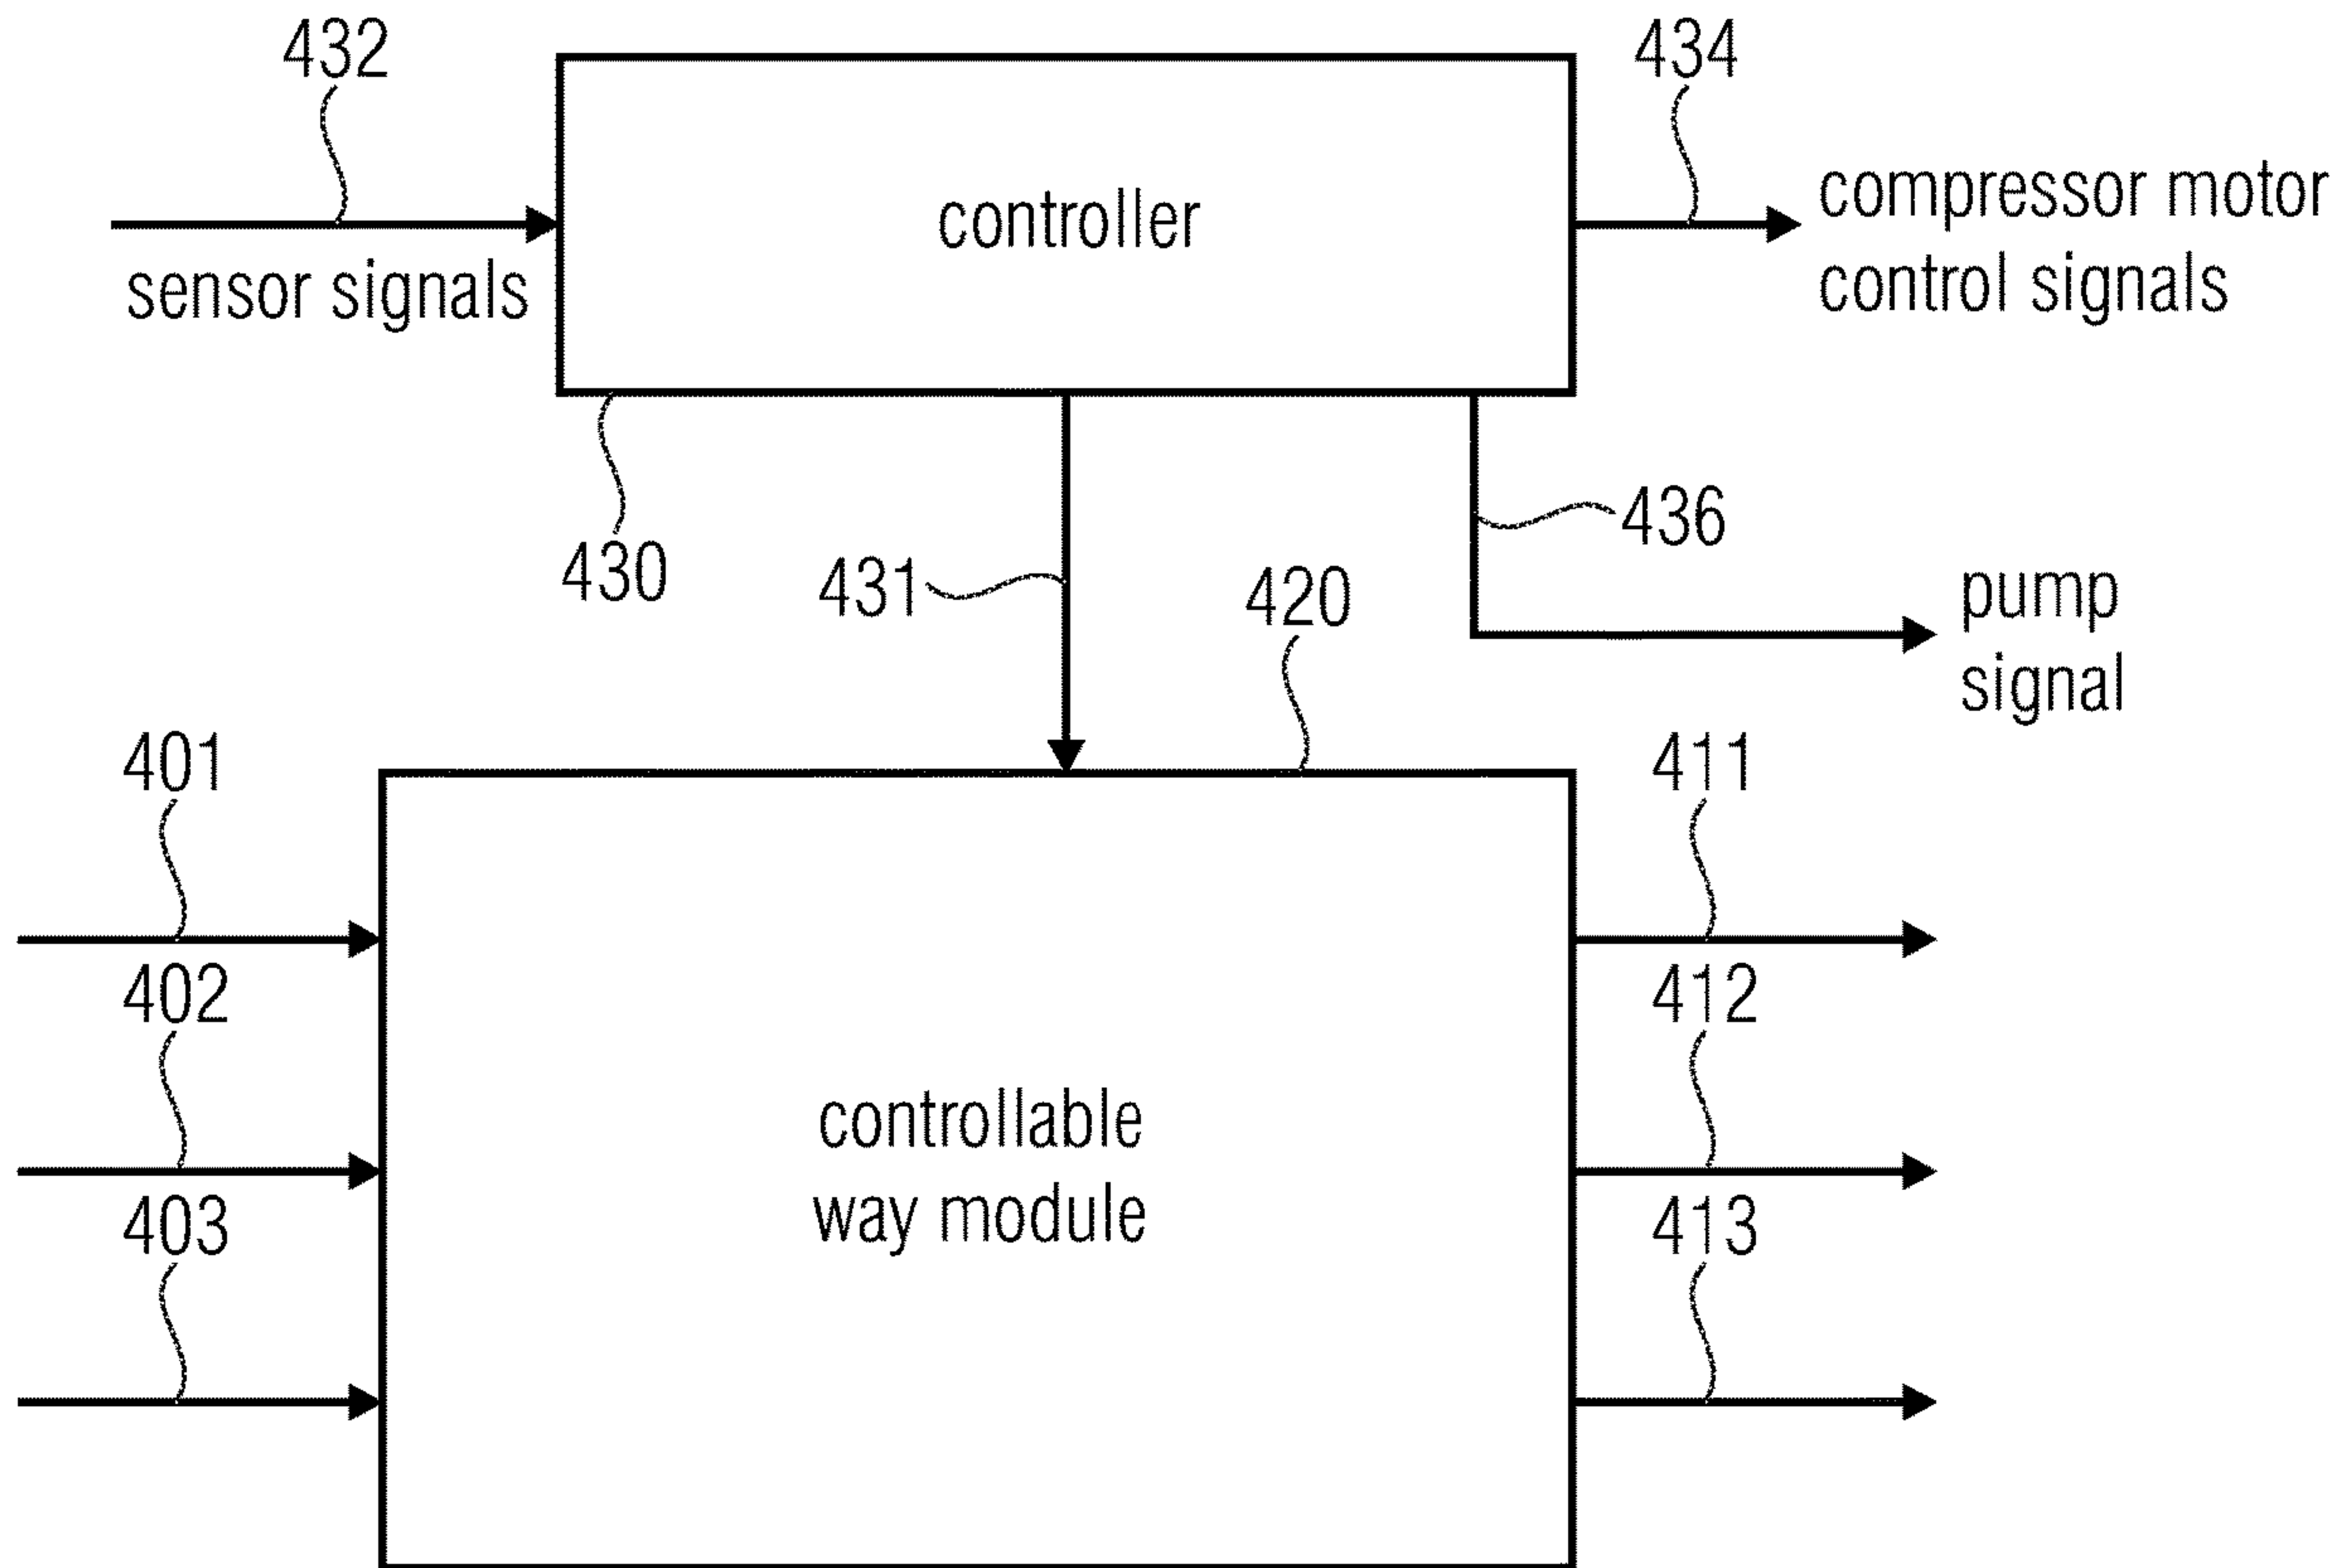 432
434
controller
compressor motor
control signals
sensor signals
436
430
431
420
pump
signal
401
411
402
412
controllable
way module
403
413